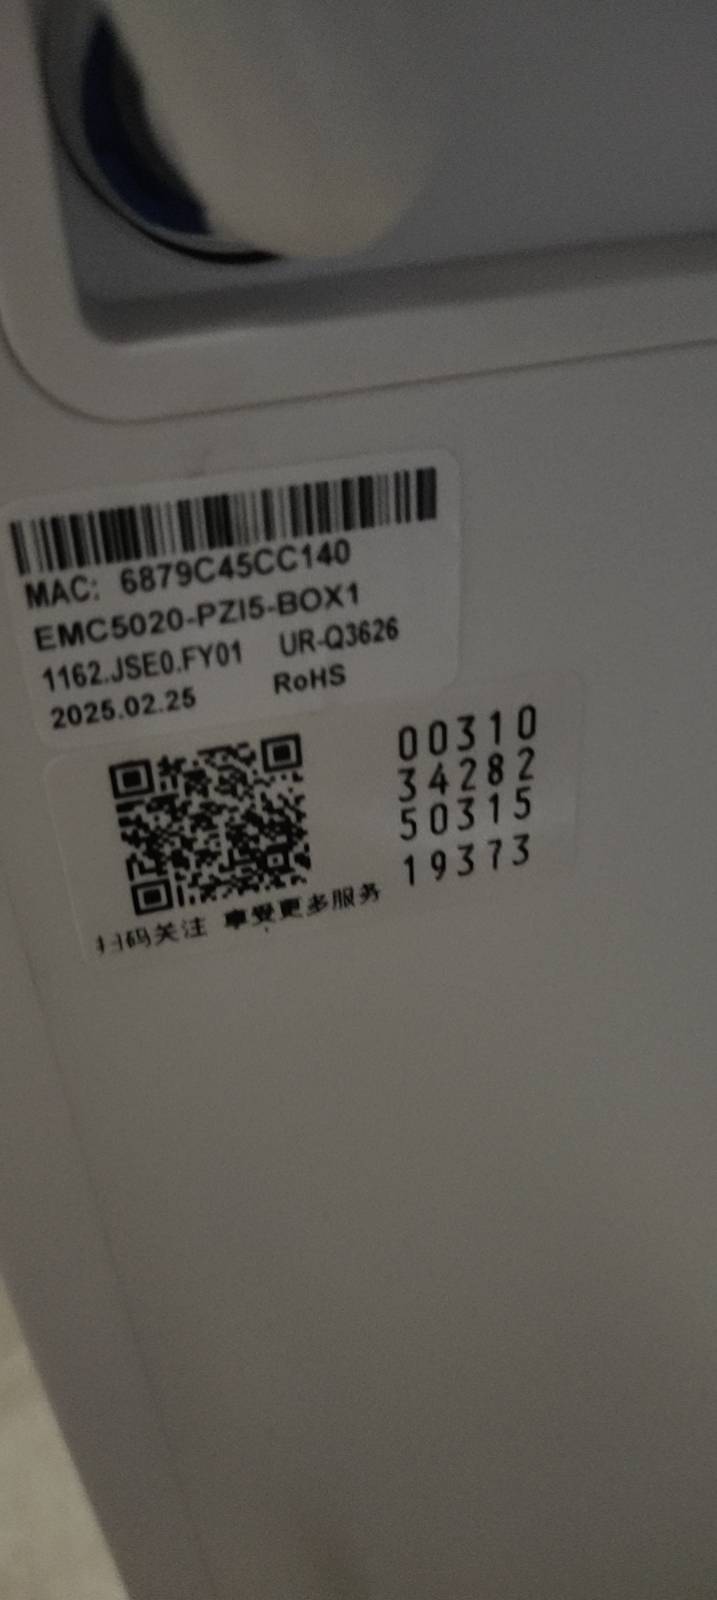 MAC: 6879C45CC140
EMC5020-PZI5-BOX1
1162.JSE0.FY01 UR-Q3626
2025.02.25 RoHS
00310
34282
50315
19373
扫码关注 享受更多服务